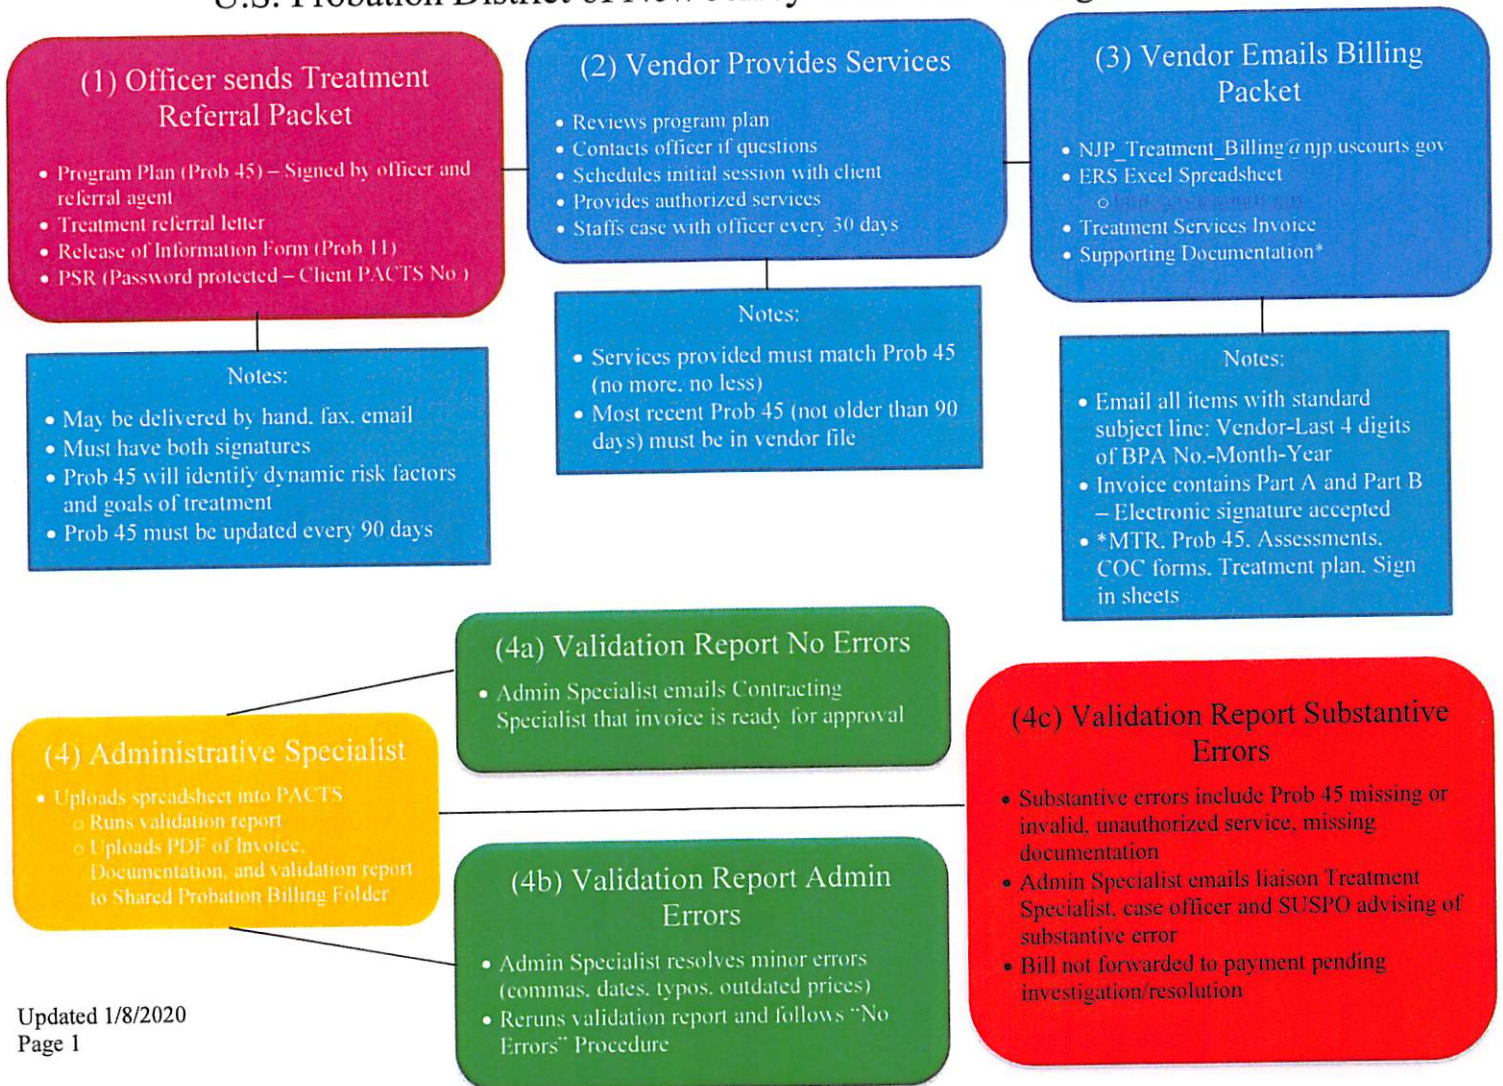 U.S. Probation District of New Jersey
(1) Officer sends Treatment
Referral Packet
• Program Plan (Prob 45) – Signed by officer and
referral agent
• Treatment referral letter
• Release of Information Form (Prob 11)
• PSR (Password protected – Client PACTS No.)
Notes:
• May be delivered by hand, fax, email
• Must have both signatures
• Prob 45 will identify dynamic risk factors
and goals of treatment
• Prob 45 must be updated every 90 days
(2) Vendor Provides Services
• Reviews program plan
• Contacts officer if questions
• Schedules initial session with client
• Provides authorized services
• Staffs case with officer every 30 days
Notes:
• Services provided must match Prob 45
(no more, no less)
• Most recent Prob 45 (not older than 90
days) must be in vendor file
(3) Vendor Emails Billing
Packet
• NJP_Treatment_Billing@njp.uscourts.gov
• ERS Excel Spreadsheet
• Treatment Services Invoice
• Supporting Documentation*
Notes:
• Email all items with standard
subject line: Vendor-Last 4 digits
of BPA No.-Month-Year
• Invoice contains Part A and Part B
– Electronic signature accepted
• *MTR, Prob 45, Assessments,
COC forms, Treatment plan, Sign
in sheets
(4) Administrative Specialist
• Uploads spreadsheet into PACTS
○ Runs validation report
○ Uploads PDF of Invoice,
Documentation, and validation report
to Shared Probation Billing Folder
(4a) Validation Report No Errors
• Admin Specialist emails Contracting
Specialist that invoice is ready for approval
(4b) Validation Report Admin
Errors
• Admin Specialist resolves minor errors
(commas, dates, typos, outdated prices)
• Reruns validation report and follows “No
Errors” Procedure
(4c) Validation Report Substantive
Errors
• Substantive errors include Prob 45 missing or
invalid, unauthorized service, missing
documentation
• Admin Specialist emails liaison Treatment
Specialist, case officer and SUSPO advising of
substantive error
• Bill not forwarded to payment pending
investigation/resolution
Updated 1/8/2020
Page 1